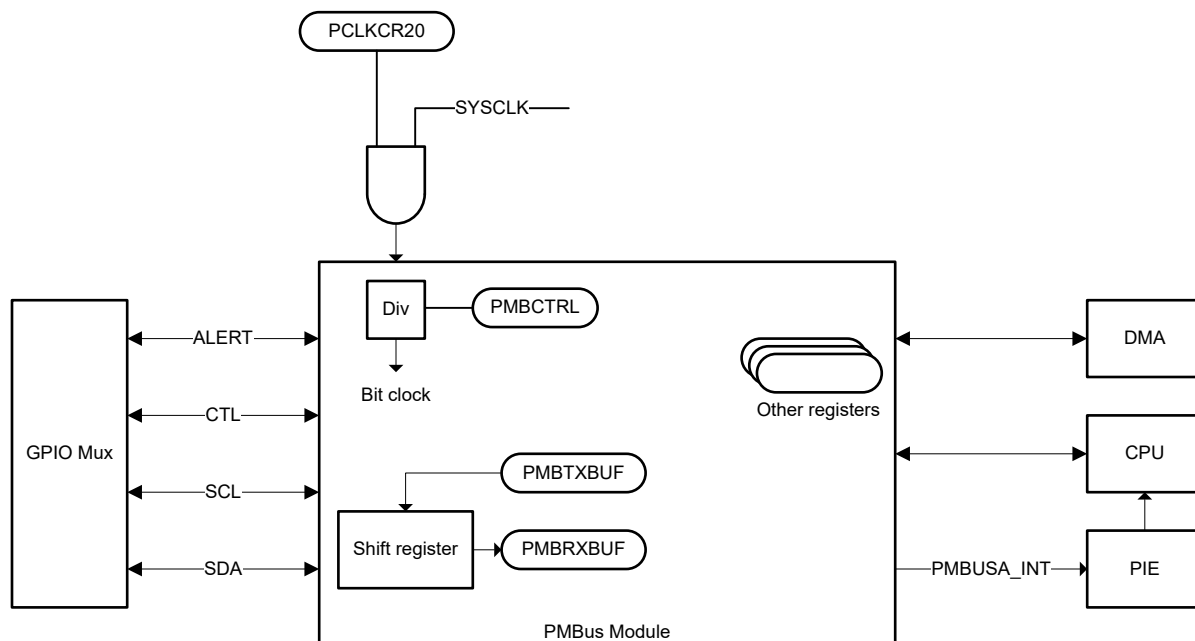 PCLKCR20
SYSCLK
Div
PMBCTRL
ALERT
DMA
Bit clock
Other registers
CTL
GPIO Mux
CPU
PMBTXBUF
SCL
Shift register
PMBRXBUF
SDA
PMBUSA_INT
PIE
PMBus Module